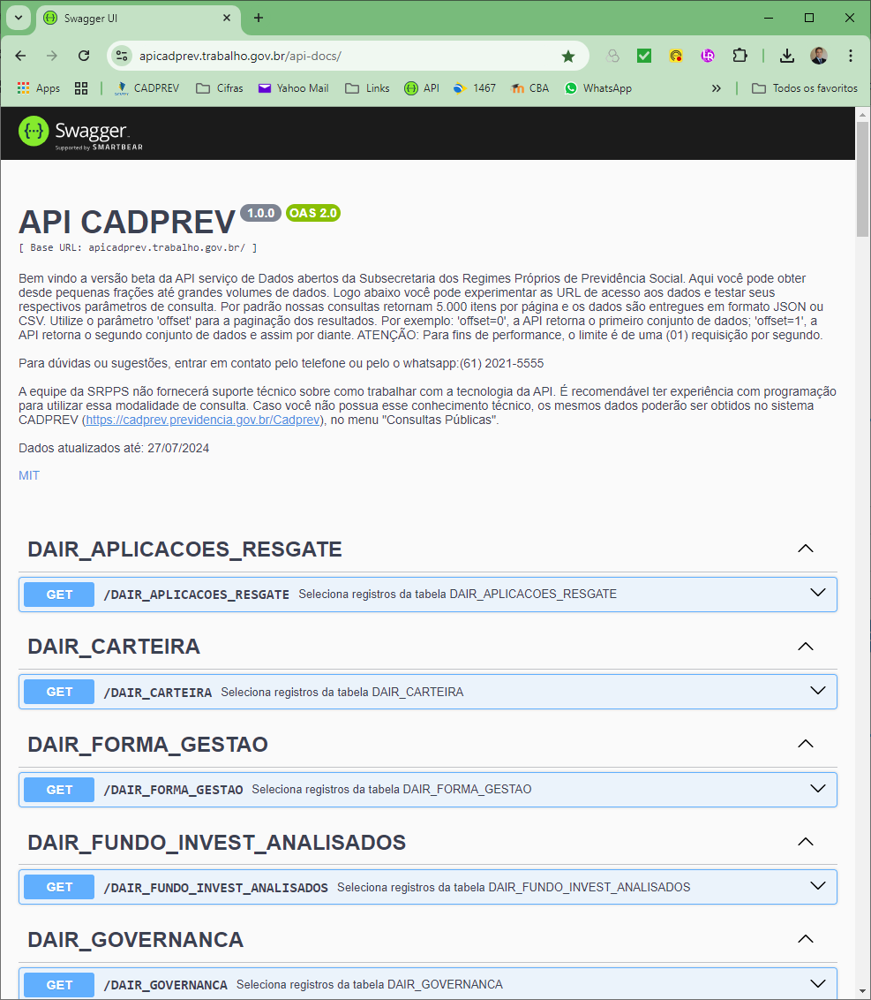 Swagger UI
apicadprev.trabalho.gov.br/api-docs/
Apps CADPREV Cifras Yahoo Mail Links API 1467 CBA WhatsApp » Todos os favoritos
Swagger
Supported by SMARTBEAR
API CADPREV 1.0.0 OAS 2.0
[ Base URL: apicadprev.trabalho.gov.br/ ]
Bem vindo a versão beta da API serviço de Dados abertos da Subsecretaria dos Regimes Próprios de Previdência Social. Aqui você pode obter
desde pequenas frações até grandes volumes de dados. Logo abaixo você pode experimentar as URL de acesso aos dados e testar seus
respectivos parâmetros de consulta. Por padrão nossas consultas retornam 5.000 itens por página e os dados são entregues em formato JSON ou
CSV. Utilize o parâmetro 'offset' para a paginação dos resultados. Por exemplo: 'offset=0', a API retorna o primeiro conjunto de dados; 'offset=1', a
API retorna o segundo conjunto de dados e assim por diante. ATENÇÃO: Para fins de performance, o limite é de uma (01) requisição por segundo.
Para dúvidas ou sugestões, entrar em contato pelo telefone ou pelo o whatsapp:(61) 2021-5555
A equipe da SRPPS não fornecerá suporte técnico sobre como trabalhar com a tecnologia da API. É recomendável ter experiência com programação
para utilizar essa modalidade de consulta. Caso você não possua esse conhecimento técnico, os mesmos dados poderão ser obtidos no sistema
CADPREV (https://cadprev.previdencia.gov.br/Cadprev), no menu "Consultas Públicas".
Dados atualizados até: 27/07/2024
MIT
DAIR_APLICACOES_RESGATE
GET /DAIR_APLICACOES_RESGATE Seleciona registros da tabela DAIR_APLICACOES_RESGATE
DAIR_CARTEIRA
GET /DAIR_CARTEIRA Seleciona registros da tabela DAIR_CARTEIRA
DAIR_FORMA_GESTAO
GET /DAIR_FORMA_GESTAO Seleciona registros da tabela DAIR_FORMA_GESTAO
DAIR_FUNDO_INVEST_ANALISADOS
GET /DAIR_FUNDO_INVEST_ANALISADOS Seleciona registros da tabela DAIR_FUNDO_INVEST_ANALISADOS
DAIR_GOVERNANCA
GET /DAIR_GOVERNANCA Seleciona registros da tabela DAIR_GOVERNANCA